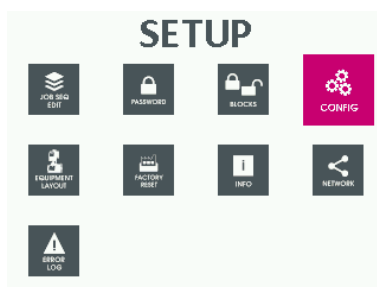 SETUP
JOB SEQ
EDIT
PASSWORD
BLOCKS
CONFIG
EQUIPMENT
LAYOUT
FACTORY
RESET
i
INFO
NETWORK
ERROR
LOG